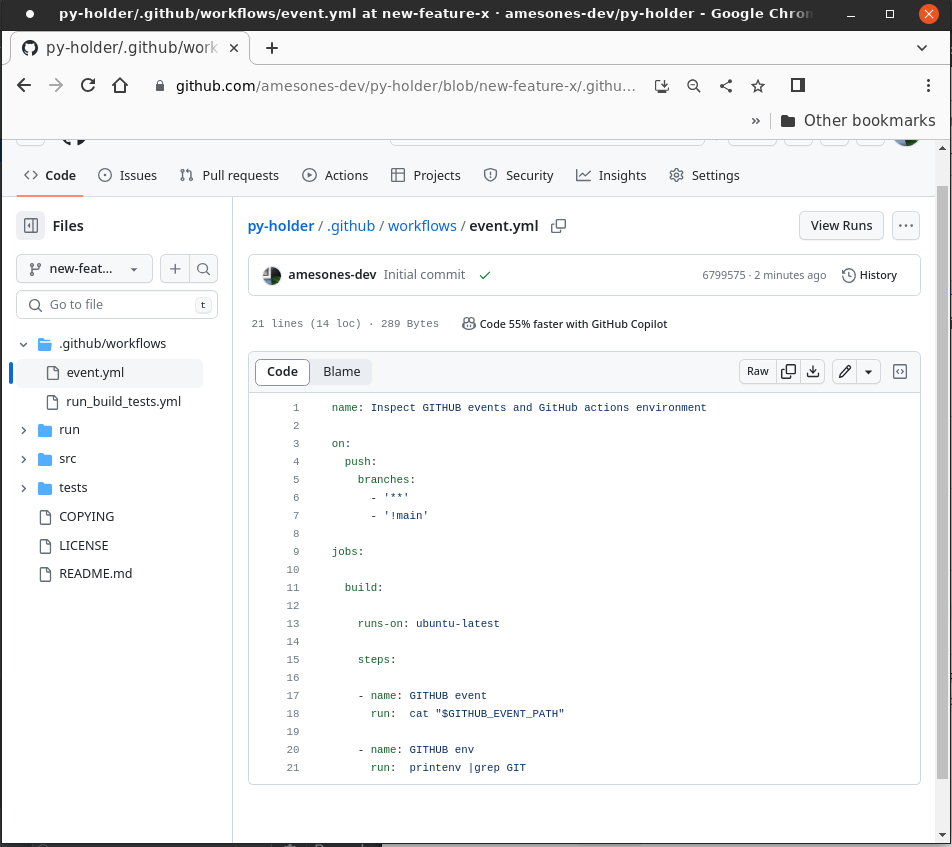 py-holder/.github/workflows/event.yml at new-feature-x · amesones-dev/py-holder - Google Chrom
py-holder/.github/work
github.com/amesones-dev/py-holder/blob/new-feature-x/.githu...
» Other bookmarks
Code Issues Pull requests Actions Projects Security Insights Settings
Files
new-feat...
Go to file t
.github/workflows
event.yml
run_build_tests.yml
run
src
tests
COPYING
LICENSE
README.md
py-holder / .github / workflows / event.yml
View Runs
amesones-dev Initial commit
6799575 · 2 minutes ago History
21 lines (14 loc) · 289 Bytes Code 55% faster with GitHub Copilot
Code Blame Raw
1 name: Inspect GITHUB events and GitHub actions environment
2
3 on:
4 push:
5 branches:
6 - '**'
7 - '!main'
8
9 jobs:
10
11 build:
12
13 runs-on: ubuntu-latest
14
15 steps:
16
17 - name: GITHUB event
18 run:  cat "$GITHUB_EVENT_PATH"
19
20 - name: GITHUB env
21 run:  printenv |grep GIT